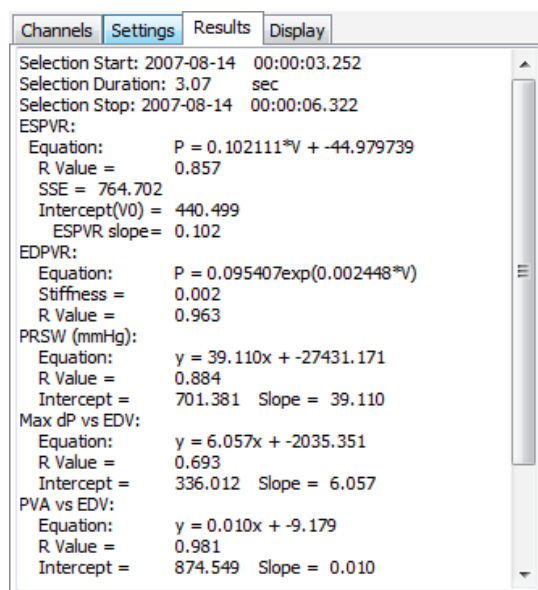 Channels Settings Results Display
Selection Start: 2007-08-14 00:00:03.252
Selection Duration: 3.07 sec
Selection Stop: 2007-08-14 00:00:06.322
ESPVR:
Equation: P = 0.102111*V + -44.979739
R Value = 0.857
SSE = 764.702
Intercept(V0) = 440.499
ESPVR slope= 0.102
EDPVR:
Equation: P = 0.095407exp(0.002448*V)
Stiffness = 0.002
R Value = 0.963
PRSW (mmHg):
Equation: y = 39.110x + -27431.171
R Value = 0.884
Intercept = 701.381 Slope = 39.110
Max dP vs EDV:
Equation: y = 6.057x + -2035.351
R Value = 0.693
Intercept = 336.012 Slope = 6.057
PVA vs EDV:
Equation: y = 0.010x + -9.179
R Value = 0.981
Intercept = 874.549 Slope = 0.010